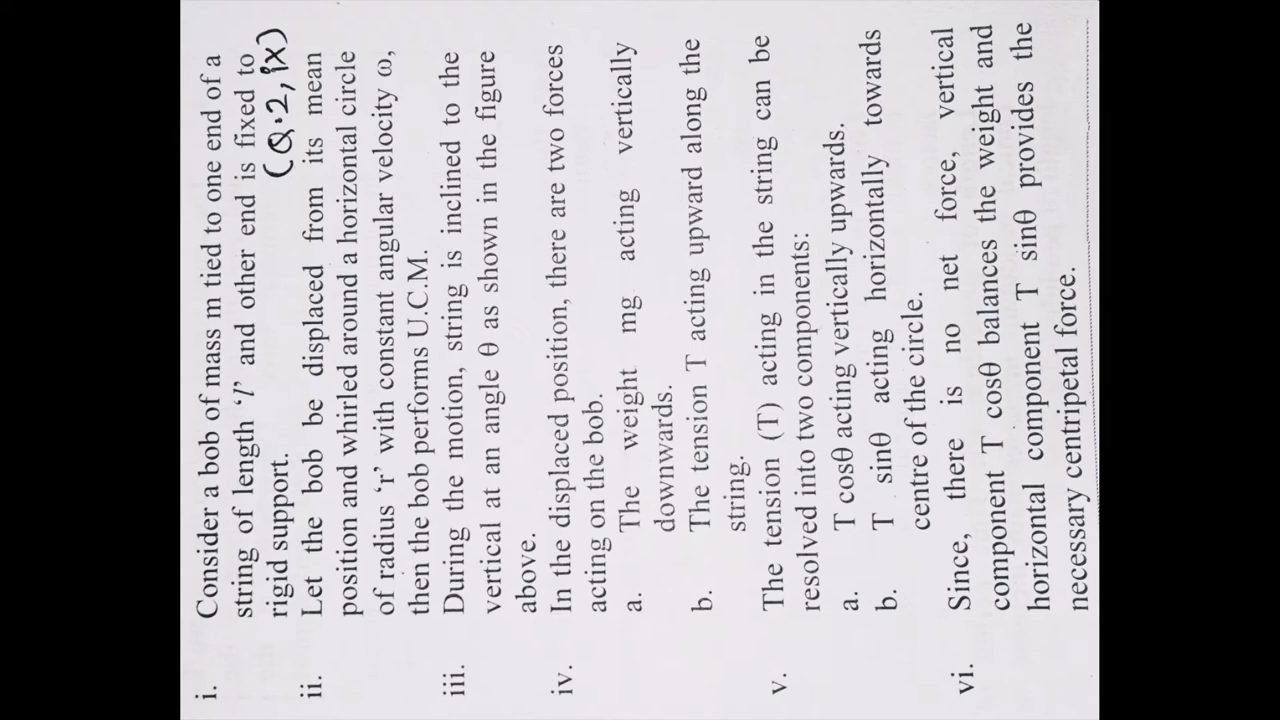 i. Consider a bob of mass m tied to one end of a
string of length ‘l’ and other end is fixed to
rigid support. (Q.2, ix)
ii. Let the bob be displaced from its mean
position and whirled around a horizontal circle
of radius ‘r’ with constant angular velocity ω,
then the bob performs U.C.M.
iii. During the motion, string is inclined to the
vertical at an angle θ as shown in the figure
above.
iv. In the displaced position, there are two forces
acting on the bob.
a. The weight mg acting vertically
downwards.
b. The tension T acting upward along the
string.
v. The tension (T) acting in the string can be
resolved into two components:
a. T cosθ acting vertically upwards.
b. T sinθ acting horizontally towards
centre of the circle.
vi. Since, there is no net force, vertical
component T cosθ balances the weight and
horizontal component T sinθ provides the
necessary centripetal force.